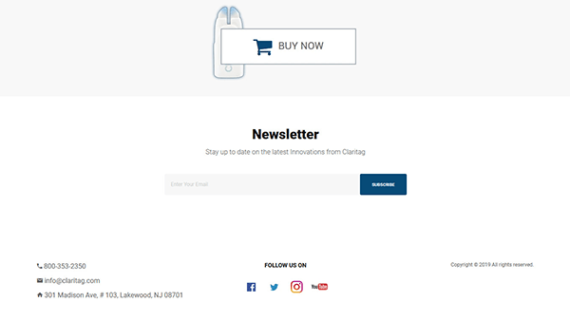 BUY NOW
Newsletter
Stay up to date on the latest Innovations from Claritag
Enter Your Email
SUBSCRIBE
800-353-2350
info@claritag.com
301 Madison Ave, # 103, Lakewood, NJ 08701
FOLLOW US ON
YouTube
Copyright © 2019 All rights reserved.